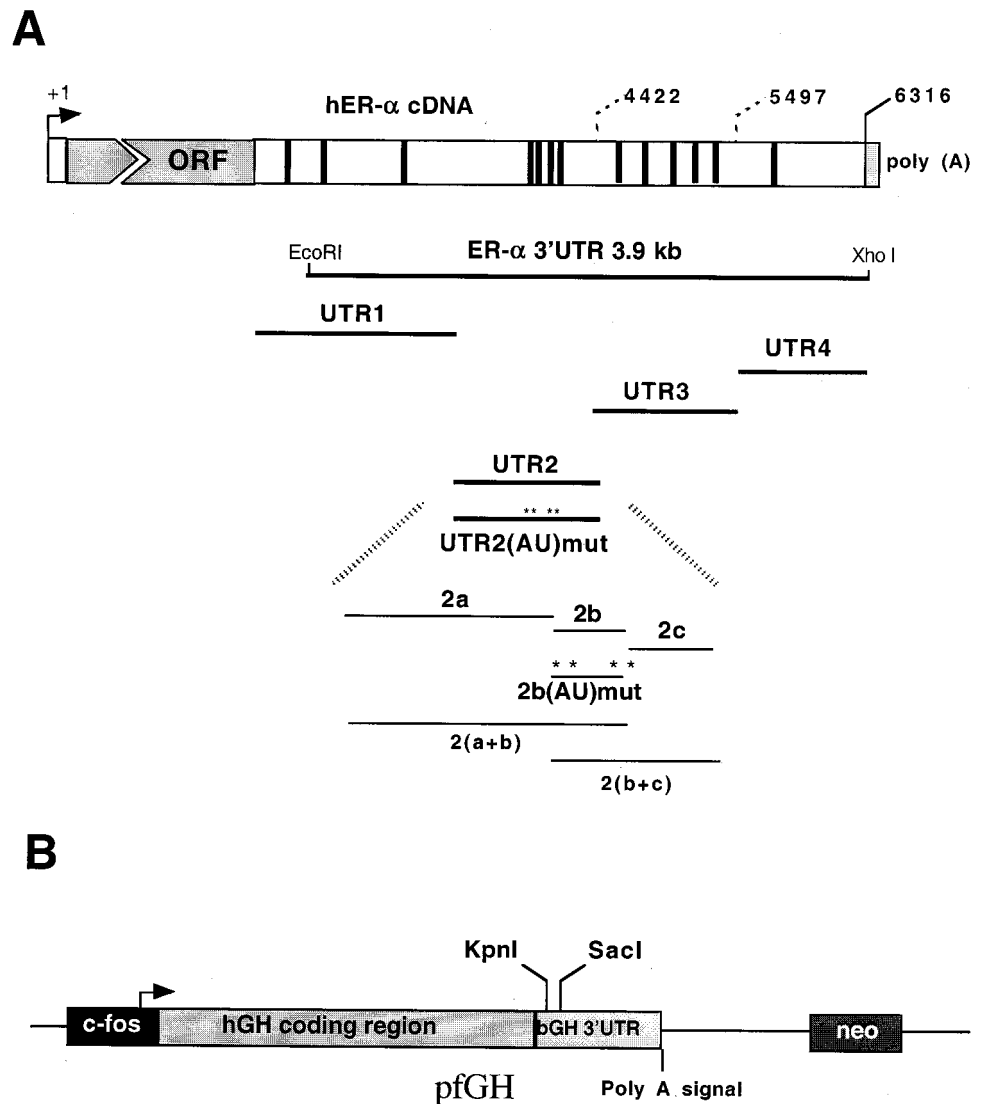 A
+1
hER-α cDNA
4422
5497
6316
ORF
poly (A)
EcoRI
ER-α 3'UTR 3.9 kb
Xho I
UTR1
UTR4
UTR3
UTR2
** **
UTR2(AU)mut
2a
2b
2c
* * * *
2b(AU)mut
2(a+b)
2(b+c)
B
KpnI
SacI
c-fos
hGH coding region
bGH 3'UTR
neo
pfGH
Poly A signal